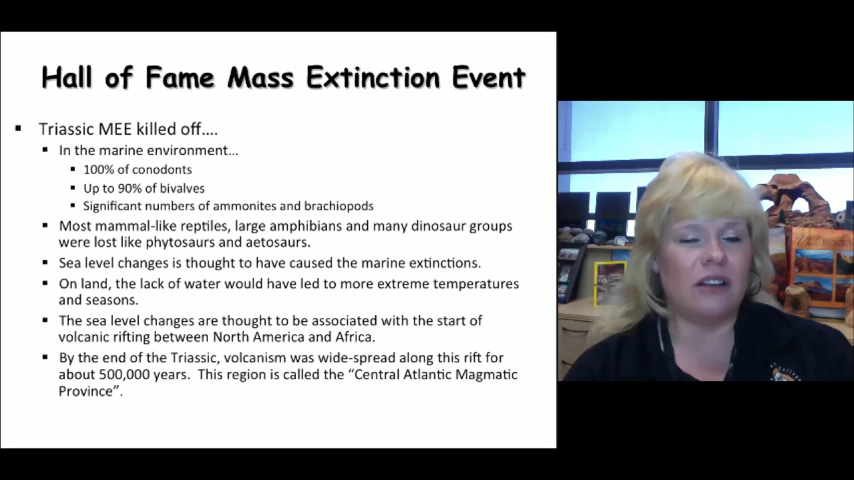 Hall of Fame Mass Extinction Event
Triassic MEE killed off....
In the marine environment...
100% of conodonts
Up to 90% of bivalves
Significant numbers of ammonites and brachiopods
Most mammal-like reptiles, large amphibians and many dinosaur groups
were lost like phytosaurs and aetosaurs.
Sea level changes is thought to have caused the marine extinctions.
On land, the lack of water would have led to more extreme temperatures
and seasons.
The sea level changes are thought to be associated with the start of
volcanic rifting between North America and Africa.
By the end of the Triassic, volcanism was wide-spread along this rift for
about 500,000 years. This region is called the “Central Atlantic Magmatic
Province”.